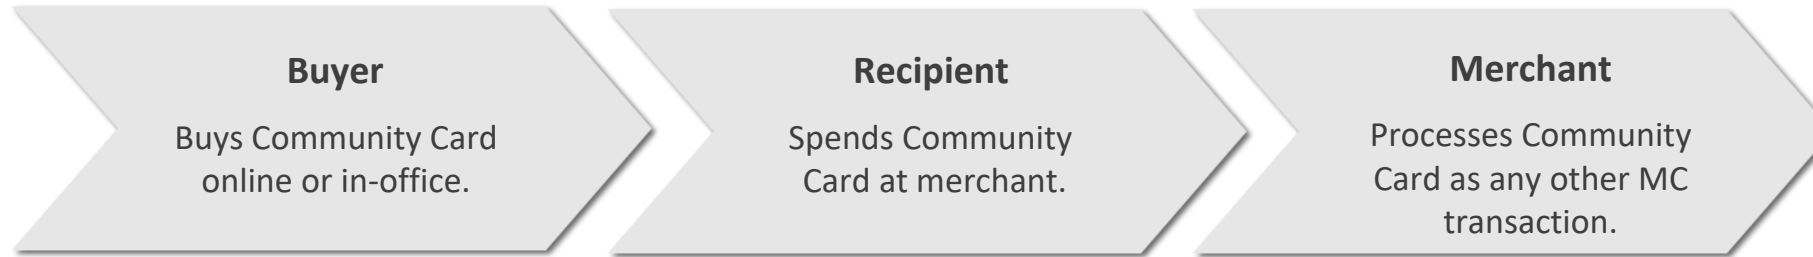 Buyer
Buys Community Card
online or in-office.
Recipient
Spends Community
Card at merchant.
Merchant
Processes Community
Card as any other MC
transaction.